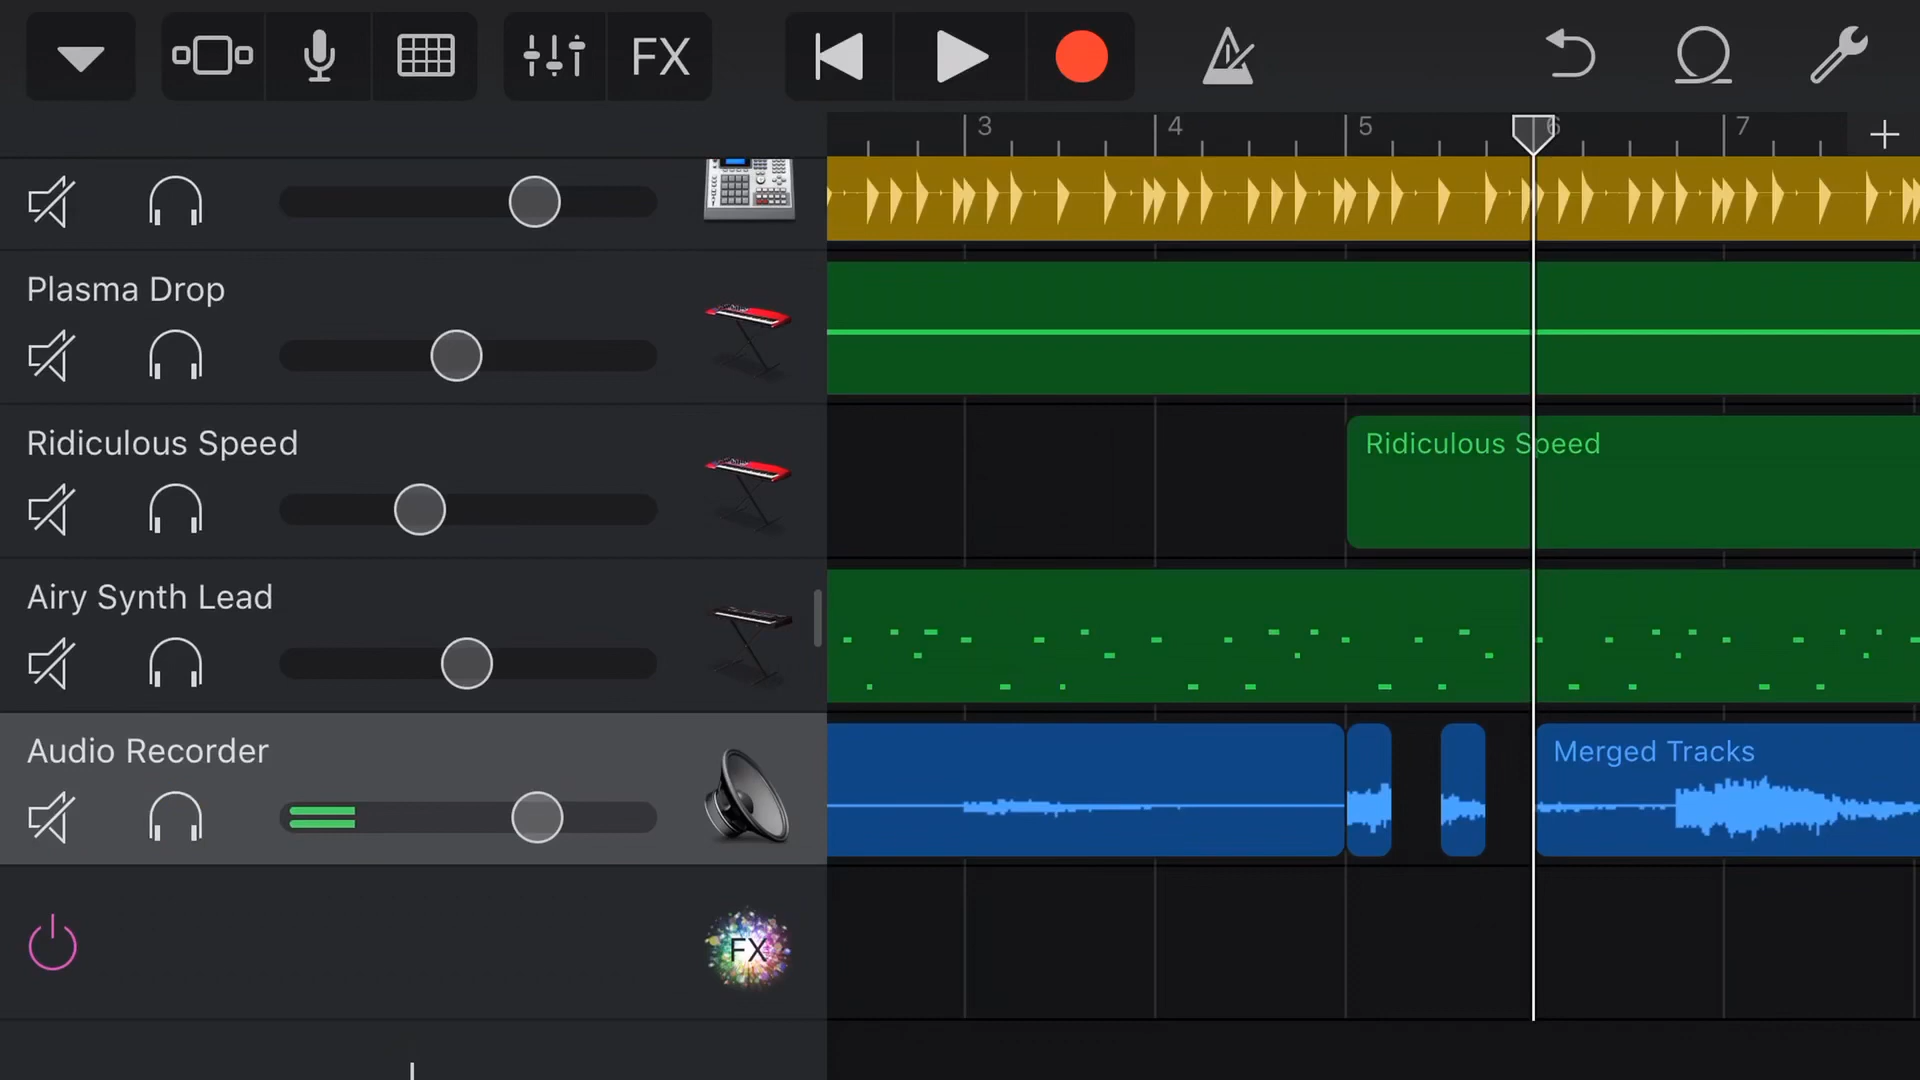 FX
3 4 5 6 7
Plasma Drop
Ridiculous Speed
Ridiculous Speed
Airy Synth Lead
Audio Recorder
Merged Tracks
FX